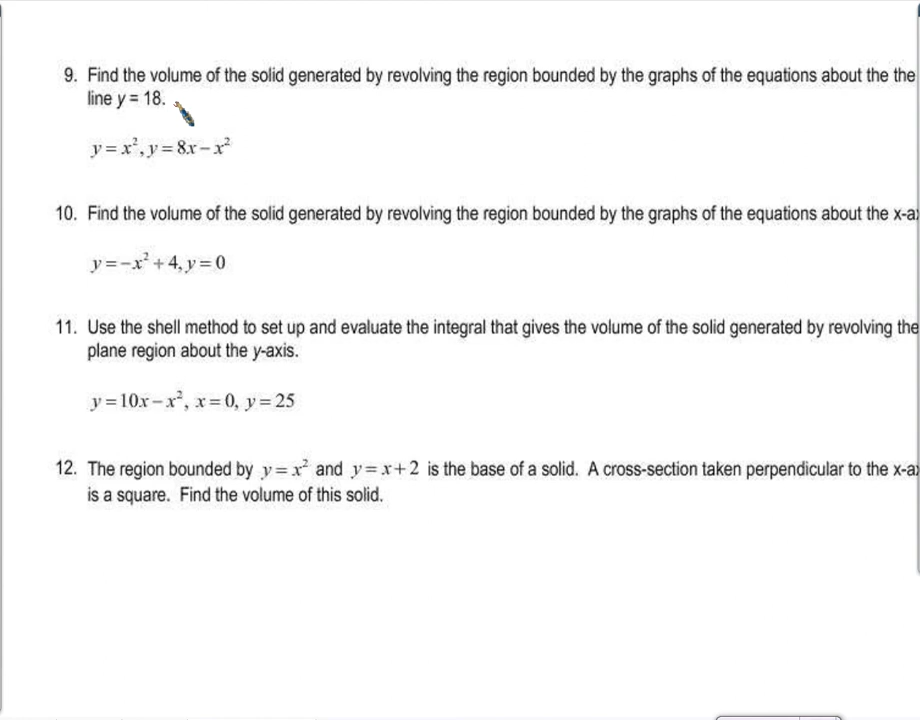 9. Find the volume of the solid generated by revolving the region bounded by the graphs of the equations about the the
line y = 18.
y = x², y = 8x – x²
10. Find the volume of the solid generated by revolving the region bounded by the graphs of the equations about the
y = –x² + 4, y = 0
11. Use the shell method to set up and evaluate the integral that gives the volume of the solid generated by revolving the
plane region about the y-axis.
y = 10x – x², x = 0, y = 25
12. The region bounded by y = x² and y = x + 2 is the base of a solid. A cross-section taken perpendicular to the
is a square. Find the volume of this solid.